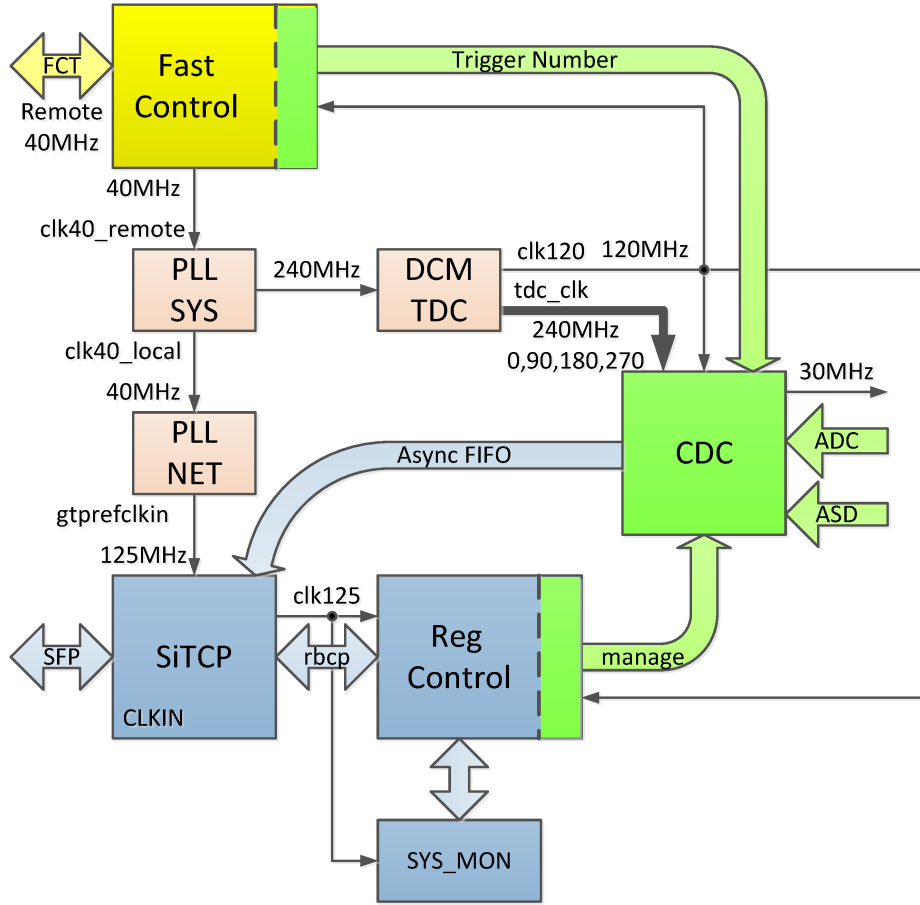 FCT
Fast
Control
Trigger Number
Remote
40MHz
40MHz
clk40_remote
PLL
SYS
240MHz
DCM
TDC
clk120
120MHz
tdc_clk
240MHz
0,90,180,270
clk40_local
40MHz
PLL
NET
gtprefclkin
125MHz
Async FIFO
CDC
30MHz
ADC
ASD
SFP
SiTCP
CLKIN
clk125
rbcp
Reg
Control
manage
SYS_MON